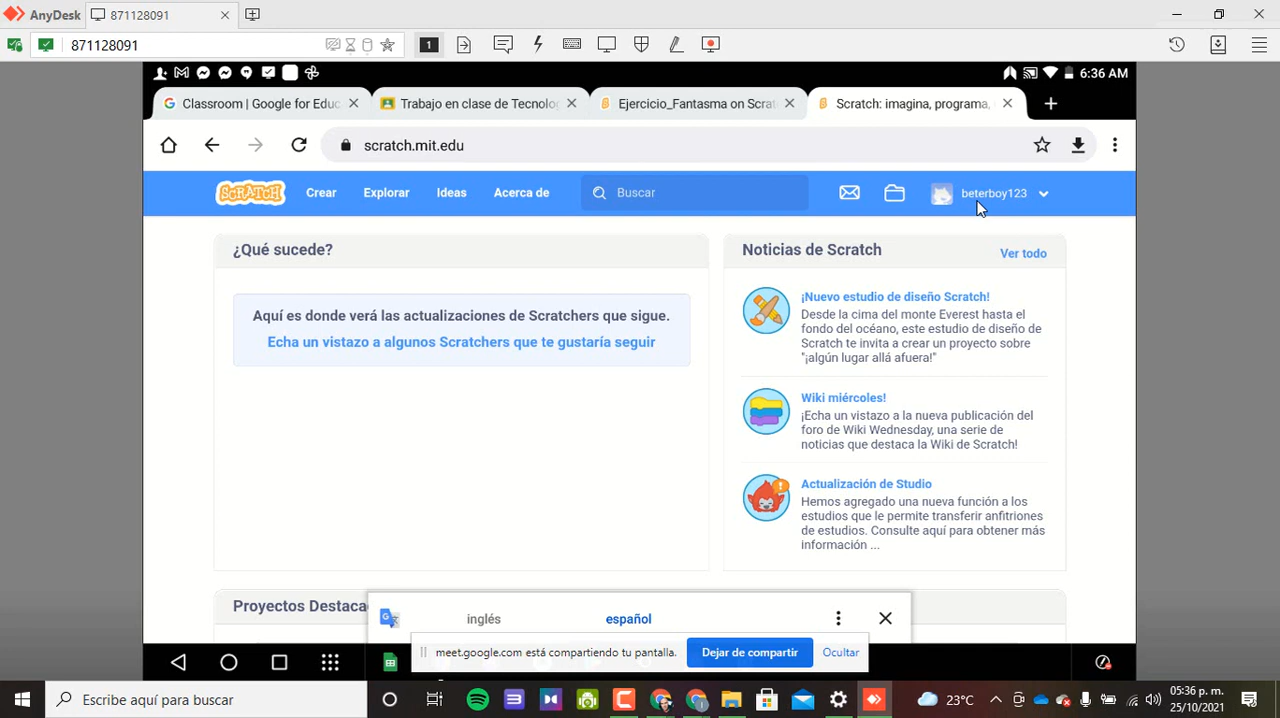 AnyDesk
871128091
871128091
1
6:36 AM
Classroom | Google for Educ
Trabajo en clase de Tecnolog
Ejercicio_Fantasma on Scrat
Scratch: imagina, programa,
scratch.mit.edu
SCRATCH
Crear
Explorar
Ideas
Acerca de
Buscar
beterboy123
¿Qué sucede?
Aquí es donde verá las actualizaciones de Scratchers que sigue.
Echa un vistazo a algunos Scratchers que te gustaría seguir
Noticias de Scratch
Ver todo
¡Nuevo estudio de diseño Scratch!
Desde la cima del monte Everest hasta el
fondo del océano, este estudio de diseño de
Scratch te invita a crear un proyecto sobre
"¡algún lugar allá afuera!"
Wiki miércoles!
¡Echa un vistazo a la nueva publicación del
foro de Wiki Wednesday, una serie de
noticias que destaca la Wiki de Scratch!
Actualización de Studio
Hemos agregado una nueva función a los
estudios que le permite transferir anfitriones
de estudios. Consulte aquí para obtener más
información ...
Proyectos Destaca
inglés
español
meet.google.com está compartiendo tu pantalla.
Dejar de compartir
Ocultar
Escribe aquí para buscar
23°C
05:36 p. m.
25/10/2021